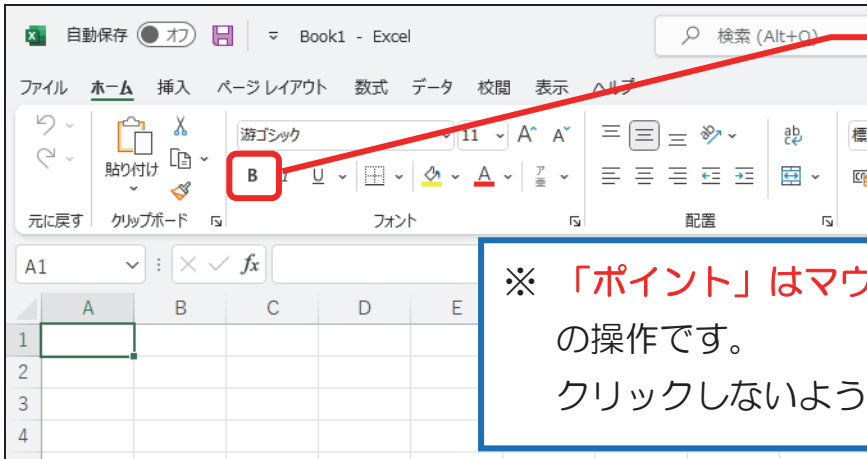 自動保存 オフ Book1 - Excel 検索 (Alt+Q)
ファイル ホーム 挿入 ページ レイアウト 数式 データ 校閲 表示 ヘルプ
游ゴシック 11 A A ab
貼り付け B I U A ア 亜
元に戻す クリップボード フォント 配置
A1 fx
A B C D E
1
2
3
4
※ 「ポイント」はマウ
の操作です。
クリックしないよう